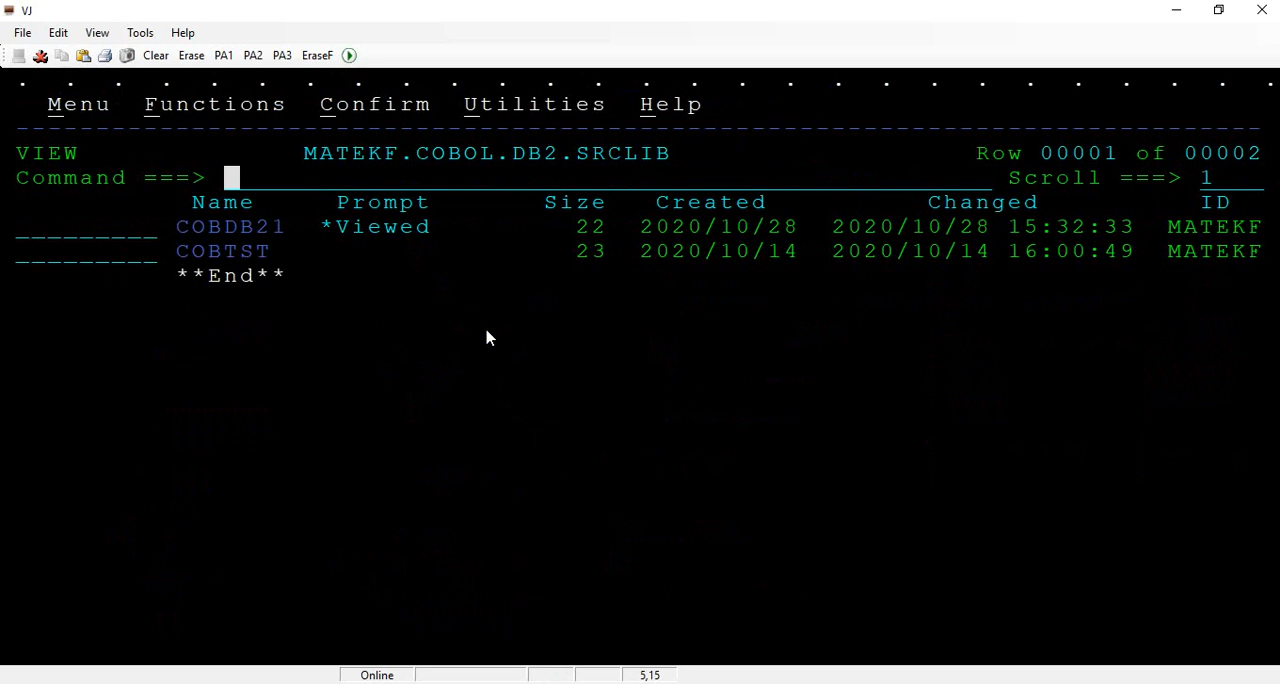 VJ
File Edit View Tools Help
Clear Erase PA1 PA2 PA3 EraseF
. . . . . . . . . . . . . . . . . . . . . . . . . . .
Menu Functions Confirm Utilities Help
VIEW MATEKF.COBOL.DB2.SRCLIB Row 00001 of 00002
Command ===> Scroll ===> 1
Name Prompt Size Created Changed ID
_________ COBDB21 *Viewed 22 2020/10/28 2020/10/28 15:32:33 MATEKF
_________ COBTST 23 2020/10/14 2020/10/14 16:00:49 MATEKF
**End**
Online 5,15